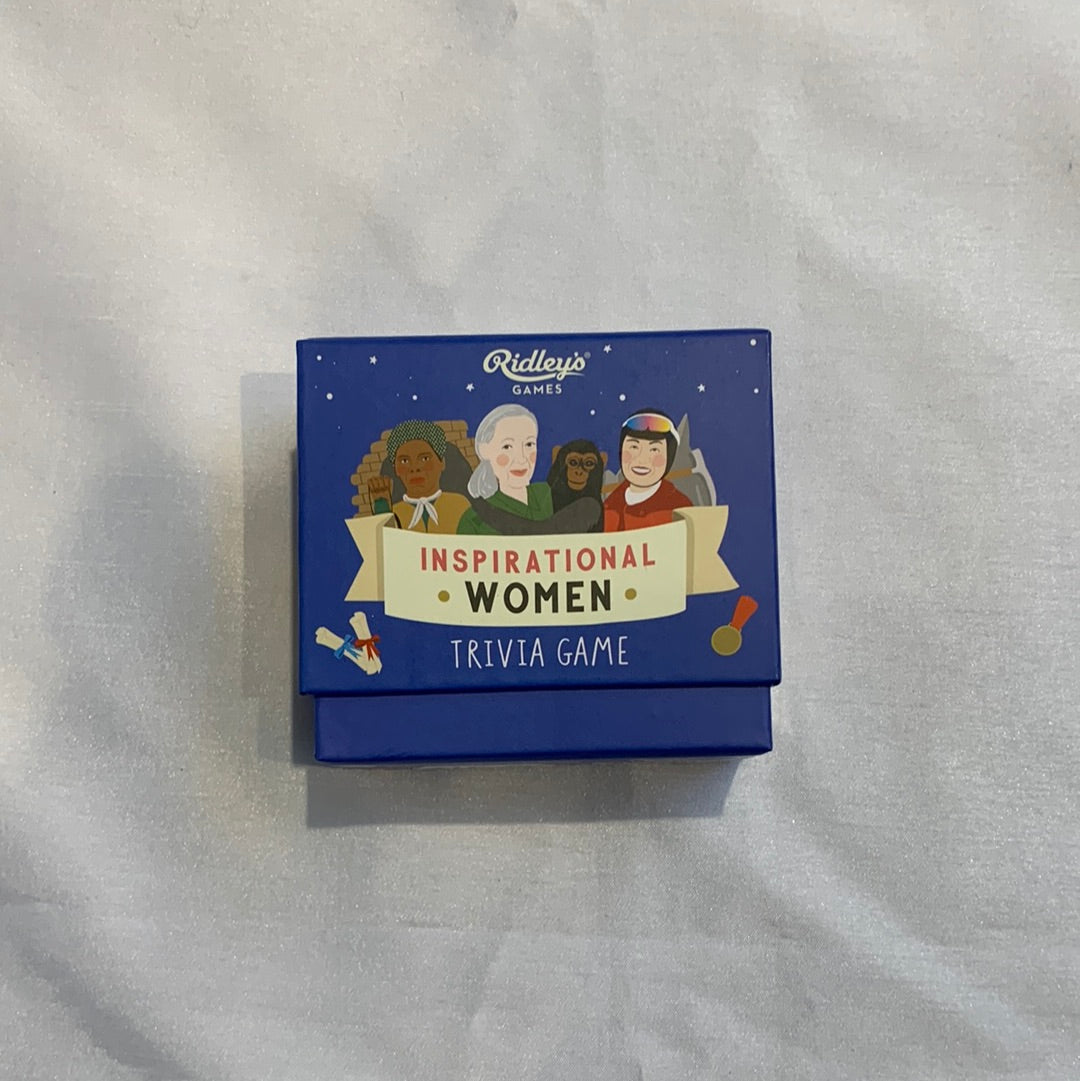 Ridley's®
GAMES
INSPIRATIONAL
• WOMEN •
TRIVIA GAME